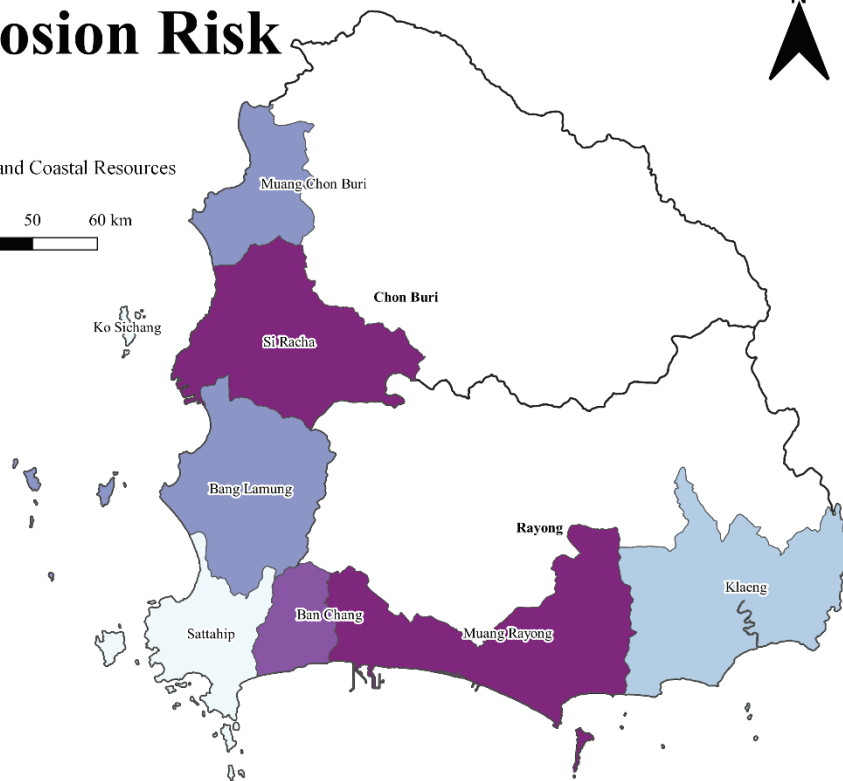 osion Risk
N
and Coastal Resources
50 60 km
Muang Chon Buri
Chon Buri
Ko Sichang
Si Racha
Bang Lamung
Rayong
Klaeng
Ban Chang
Sattahip
Muang Rayong